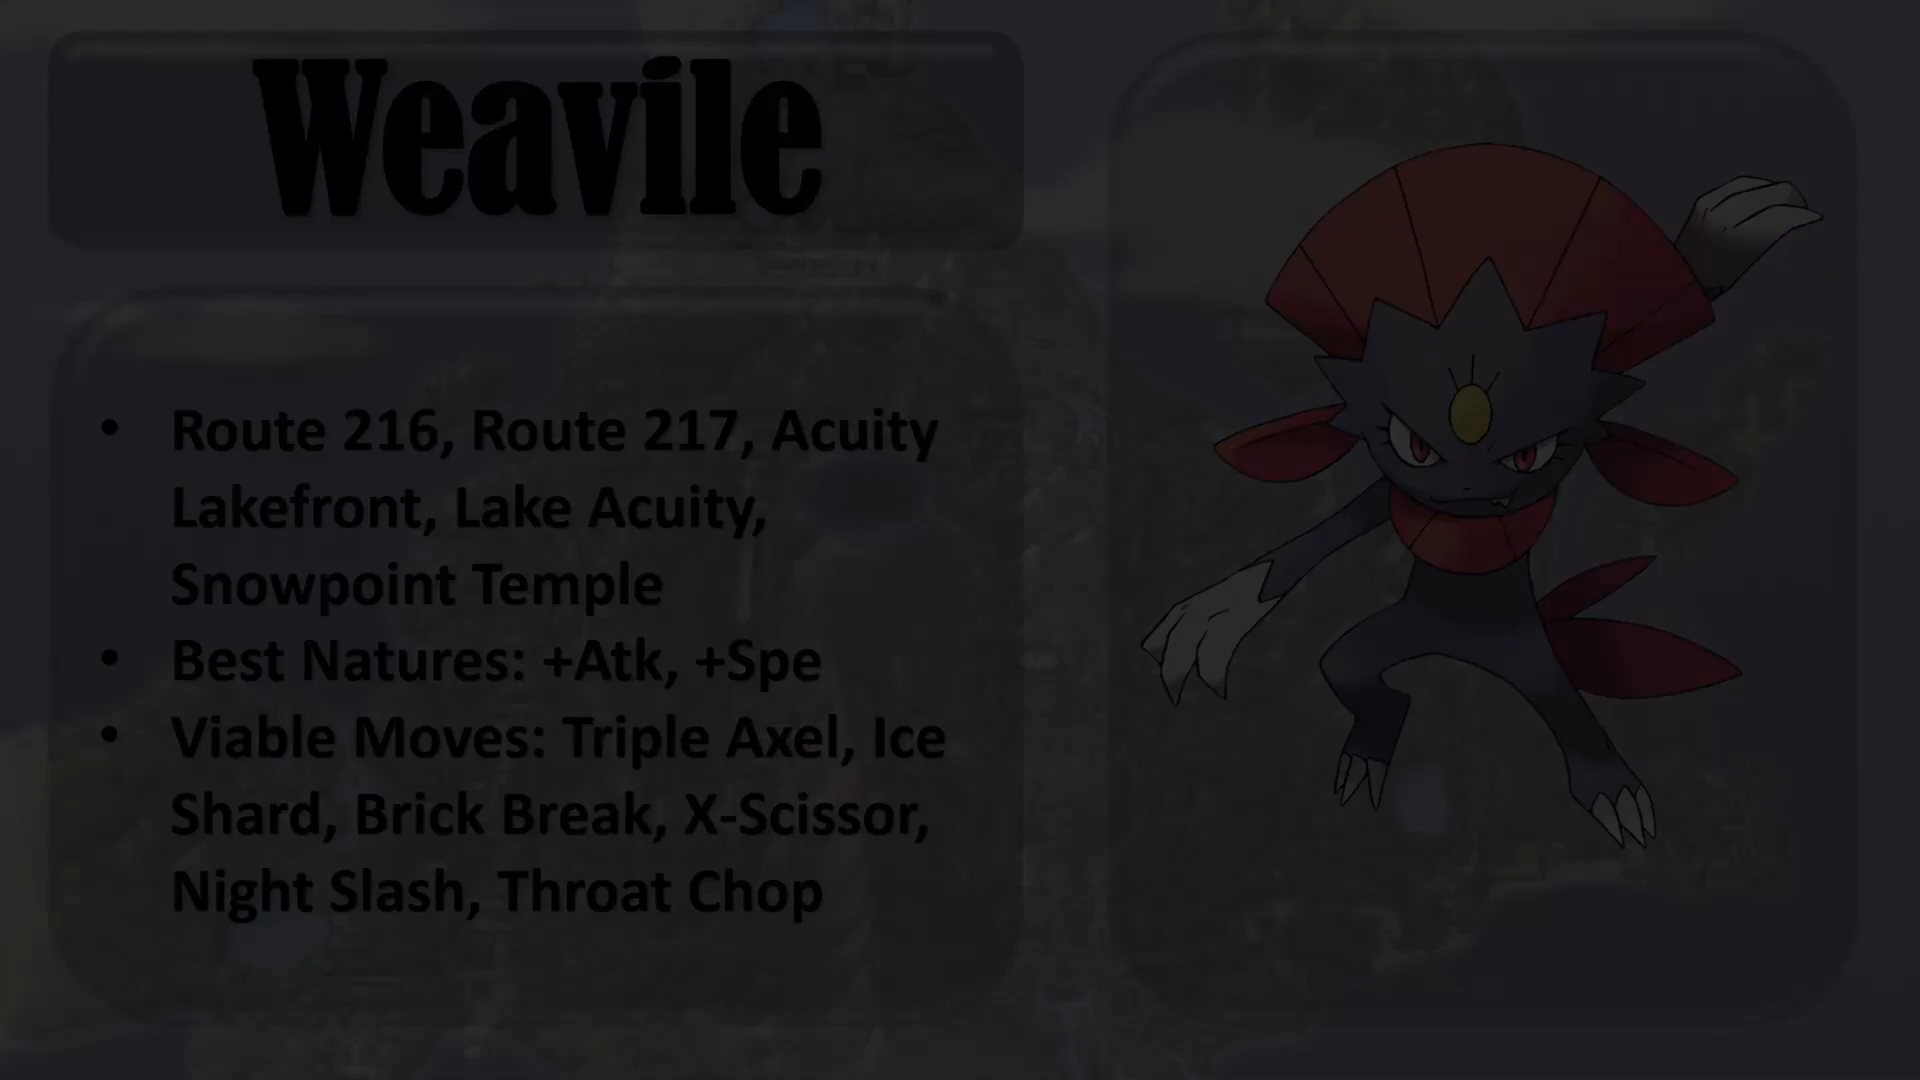 Weavile
• Route 216, Route 217, Acuity
Lakefront, Lake Acuity,
Snowpoint Temple
• Best Natures: +Atk, +Spe
• Viable Moves: Triple Axel, Ice
Shard, Brick Break, X-Scissor,
Night Slash, Throat Chop